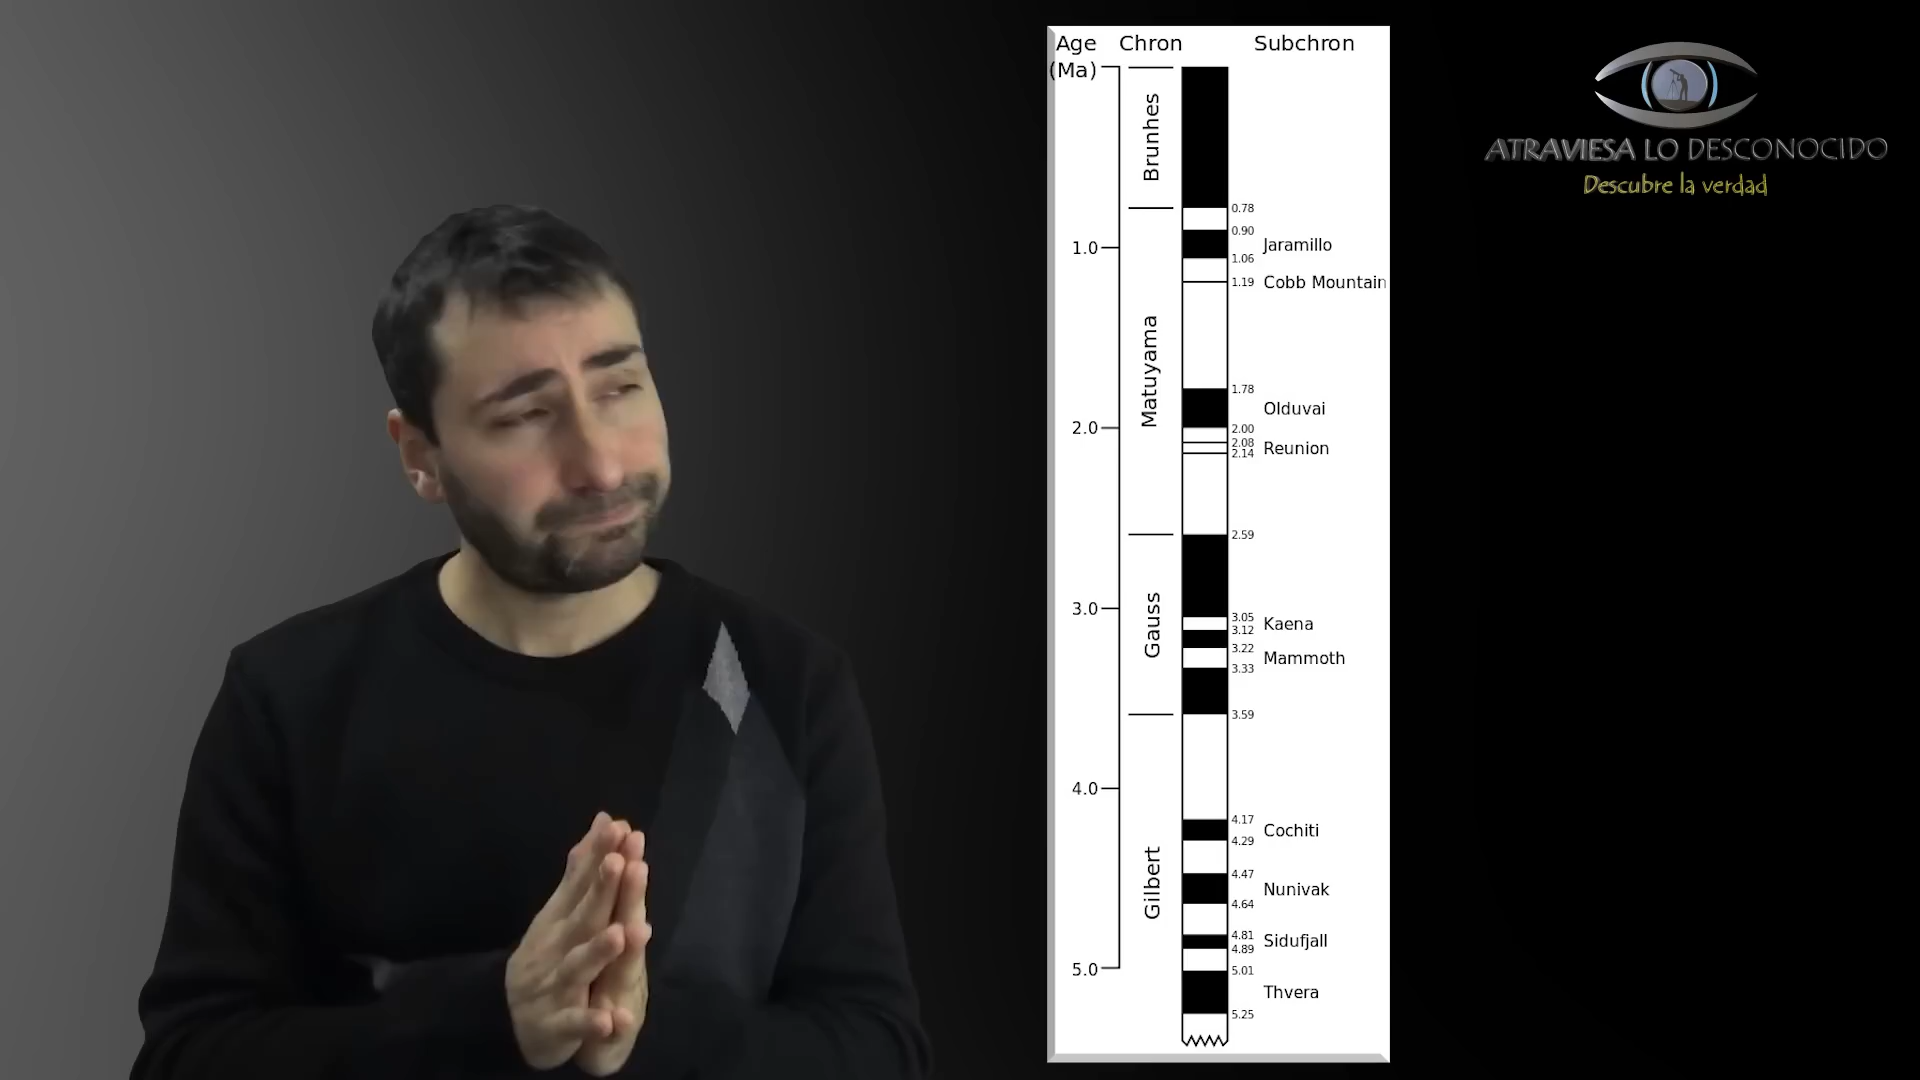 Age Chron Subchron
(Ma)
Brunhes
0.78
0.90
Jaramillo
1.0
1.06
1.19 Cobb Mountain
Matuyama
1.78
Olduvai
2.0
2.00
2.08
Reunion
2.14
2.59
Gauss
3.0
3.05
Kaena
3.12
3.22
Mammoth
3.33
3.59
4.0
Gilbert
4.17
Cochiti
4.29
4.47
Nunivak
4.64
4.81
Sidufjall
4.89
5.0
5.01
Thvera
5.25
ATRAVIESA LO DESCONOCIDO
Descubre la verdad